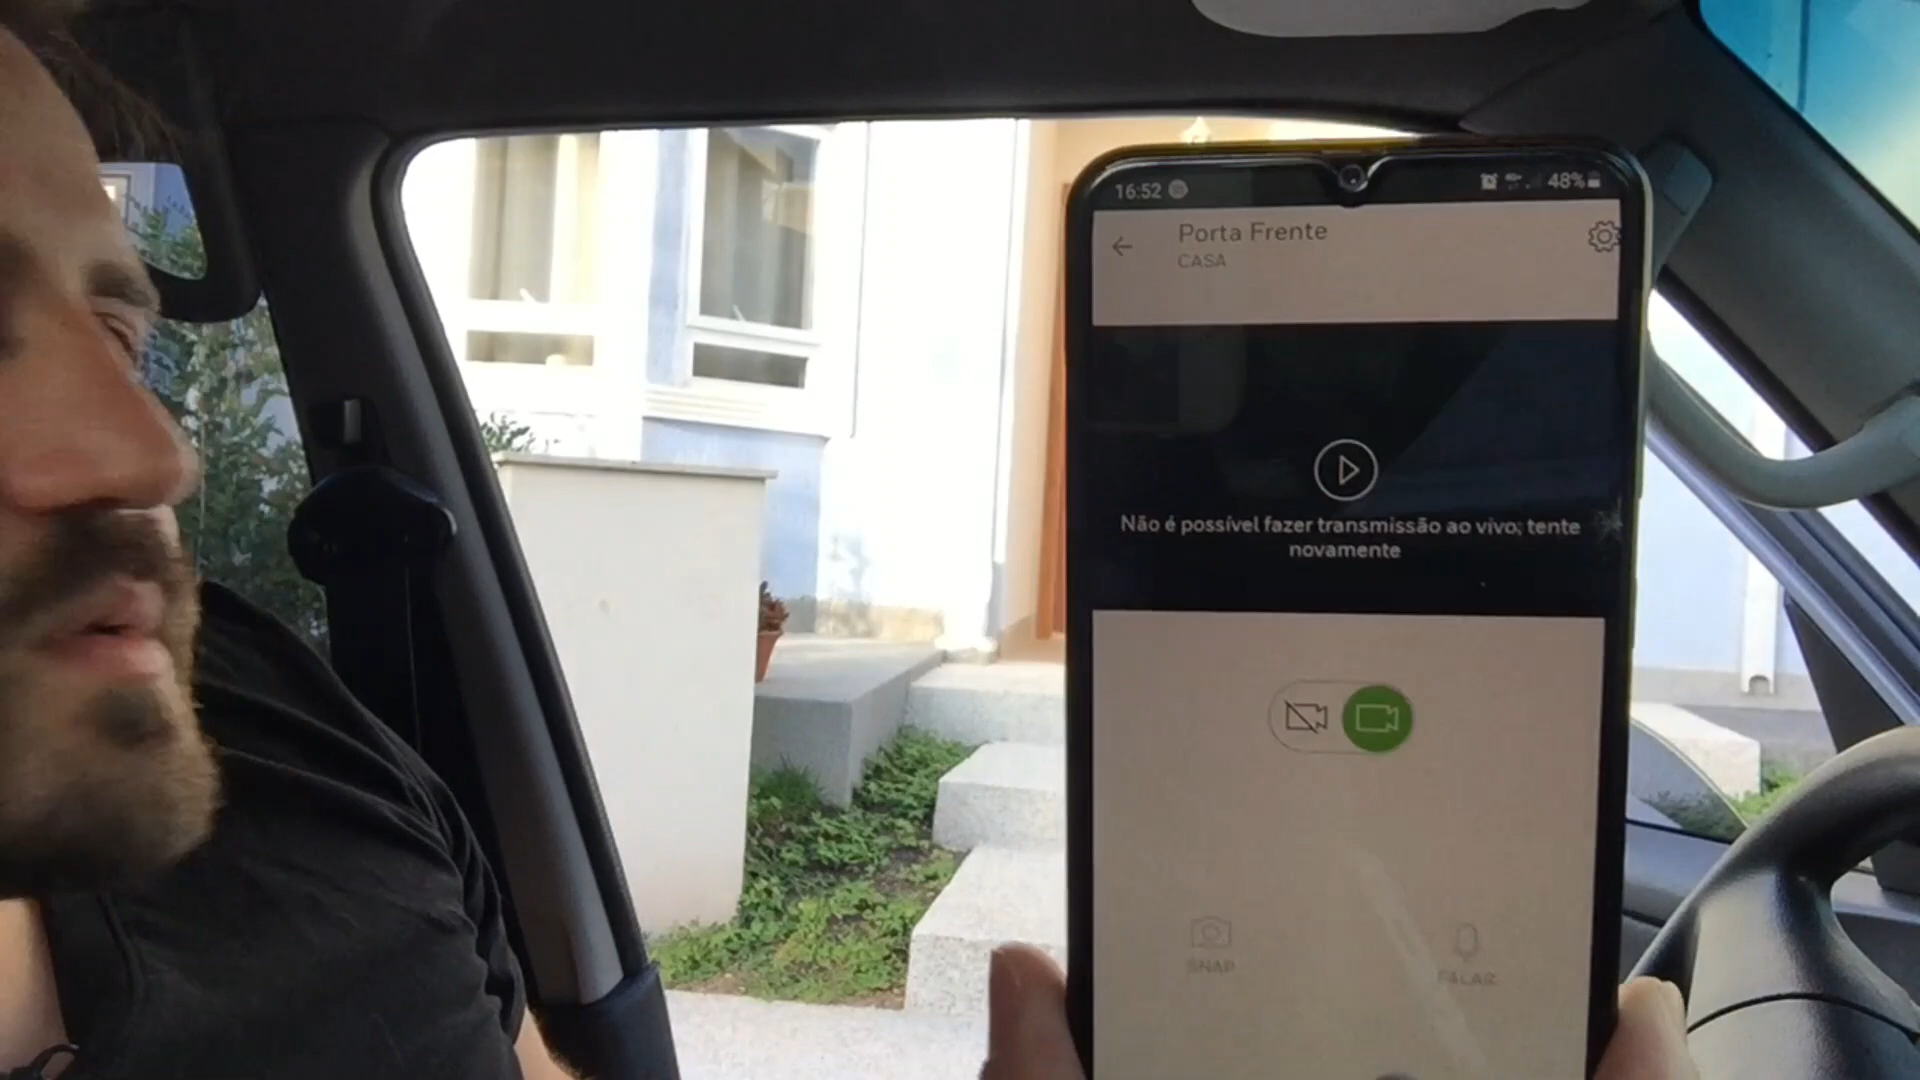 16:52
48%
Porta Frente
CASA
Não é possível fazer transmissão ao vivo; tente
novamente
SNAP
FALAR